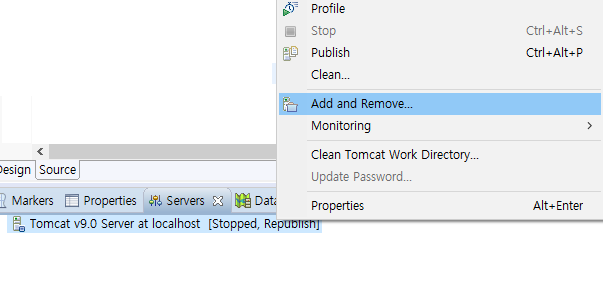 Profile
Stop Ctrl+Alt+S
Publish Ctrl+Alt+P
Clean...
Add and Remove...
Monitoring
Clean Tomcat Work Directory...
Update Password...
Properties Alt+Enter
Design Source
Markers Properties Servers Data
Tomcat v9.0 Server at localhost [Stopped, Republish]